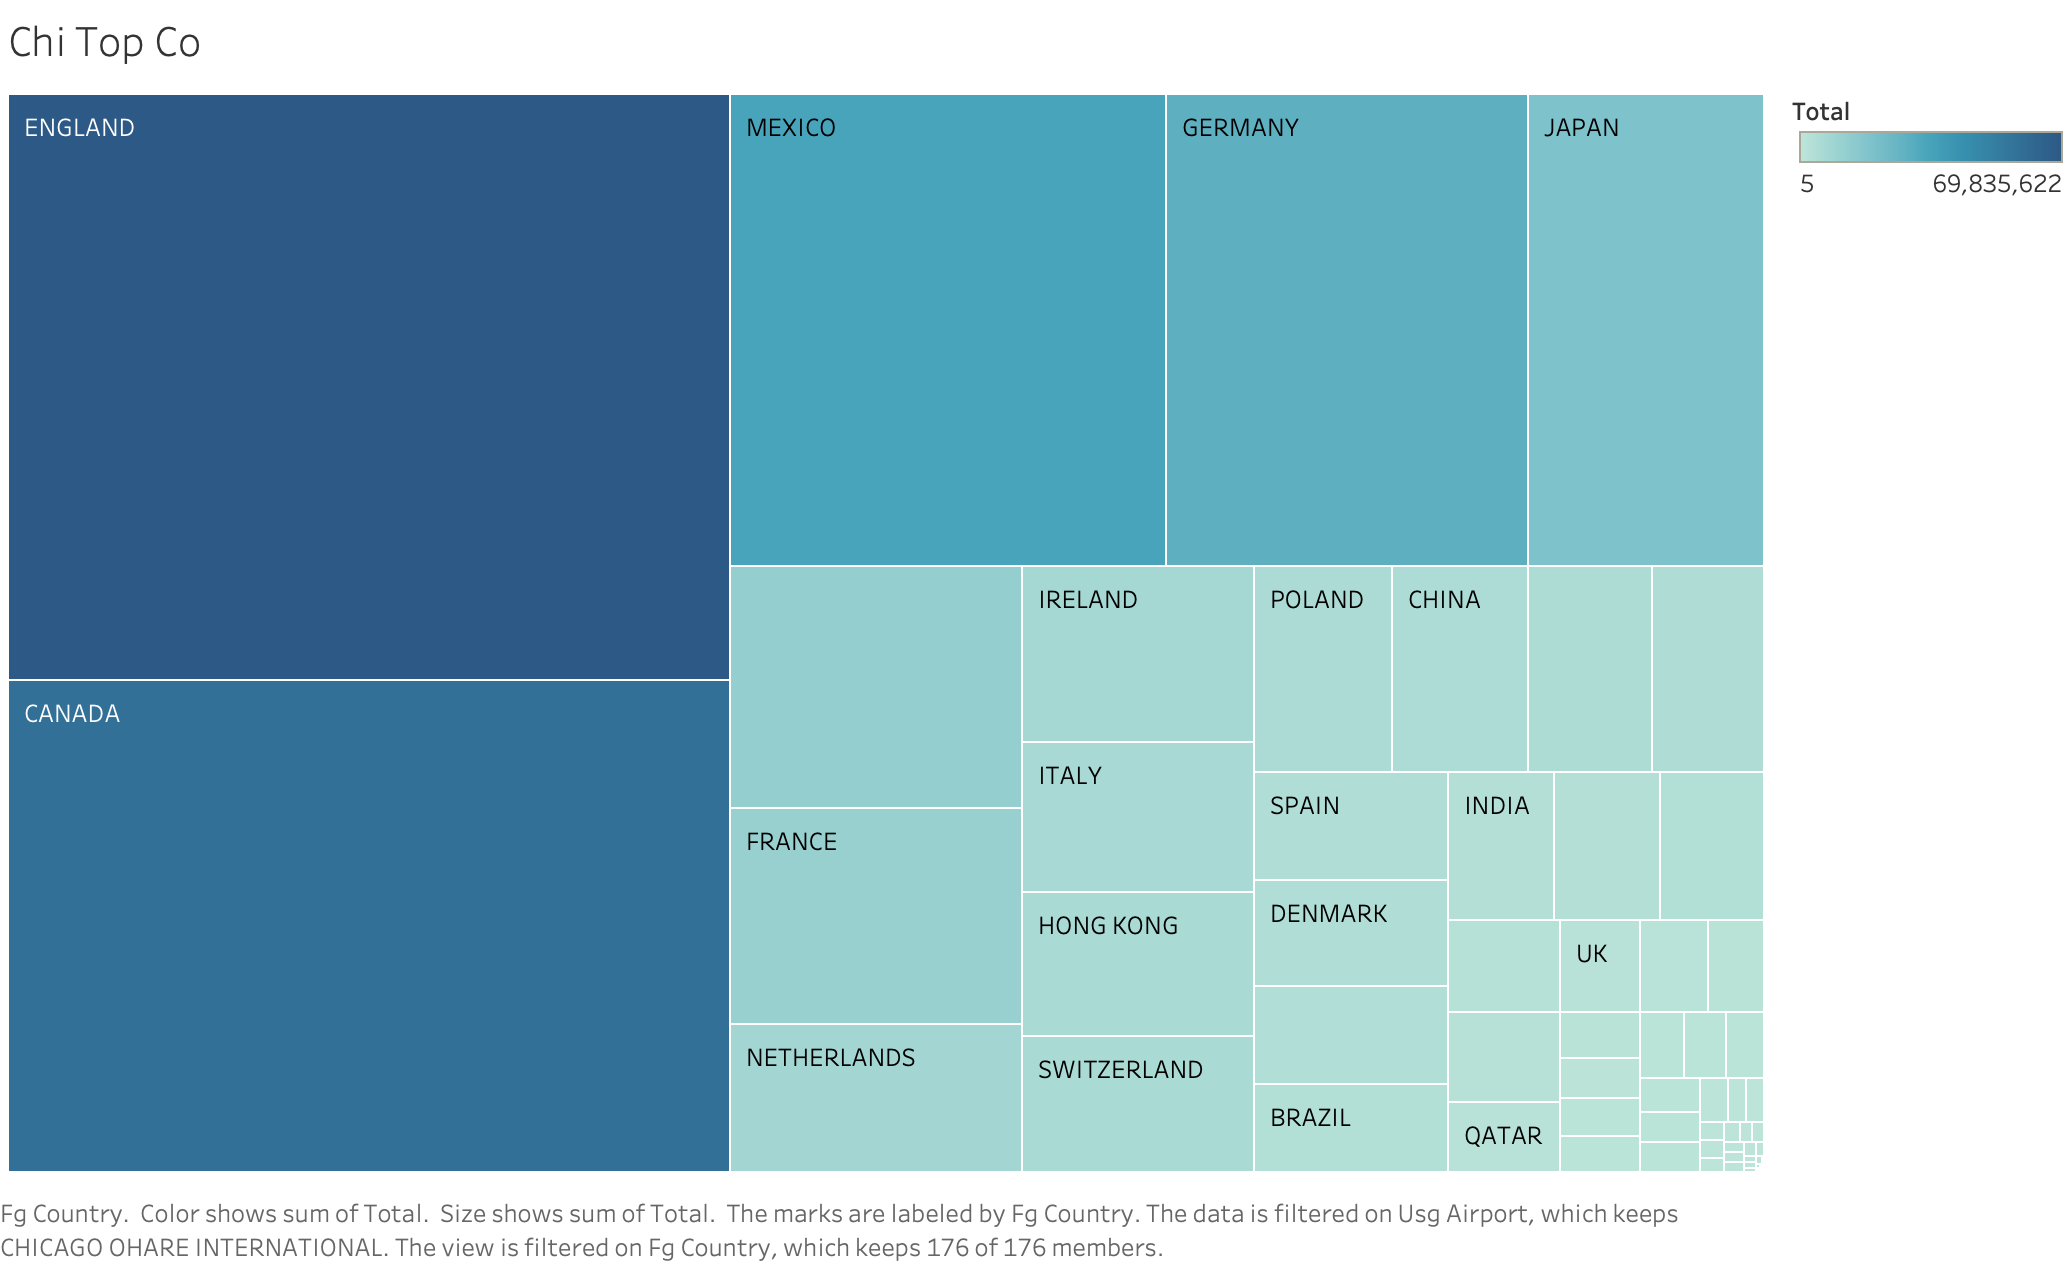 Chi Top Co
ENGLAND
MEXICO
GERMANY
JAPAN
Total
5
69,835,622
CANADA
IRELAND
POLAND
CHINA
ITALY
SPAIN
INDIA
FRANCE
HONG KONG
DENMARK
UK
NETHERLANDS
SWITZERLAND
BRAZIL
QATAR
Fg Country.  Color shows sum of Total.  Size shows sum of Total.  The marks are labeled by Fg Country. The data is filtered on Usg Airport, which keeps
CHICAGO OHARE INTERNATIONAL. The view is filtered on Fg Country, which keeps 176 of 176 members.